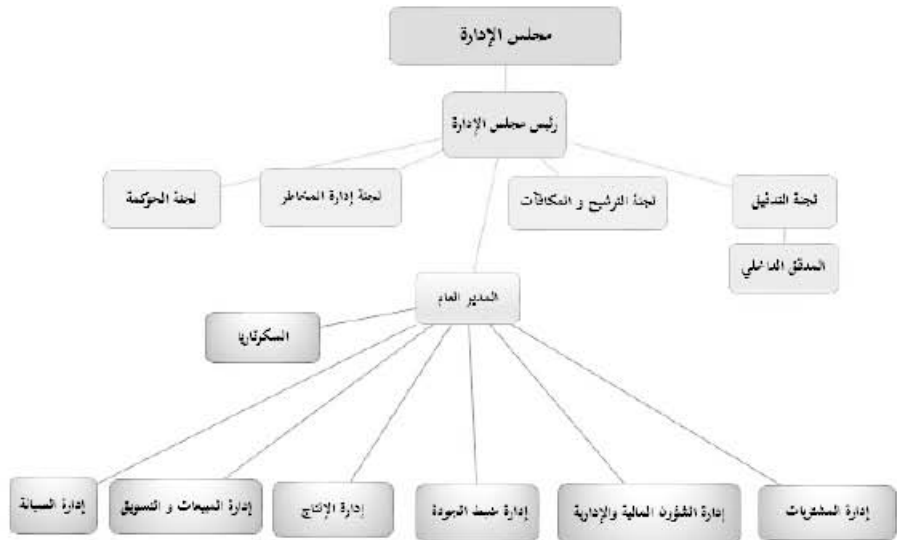 مجلس الإدارة
رئيس مجلس الإدارة
لجنة التدقيق
لجنة الترشيح و المكافآت
لجنة إدارة المخاطر
لجنة الحوكمة
المدقق الداخلي
المدير العام
السكرتاريا
إدارة المشتريات
إدارة الشؤون المالية والإدارية
إدارة ضبط الجودة
إدارة الإنتاج
إدارة المبيعات و التسويق
إدارة الصيانة